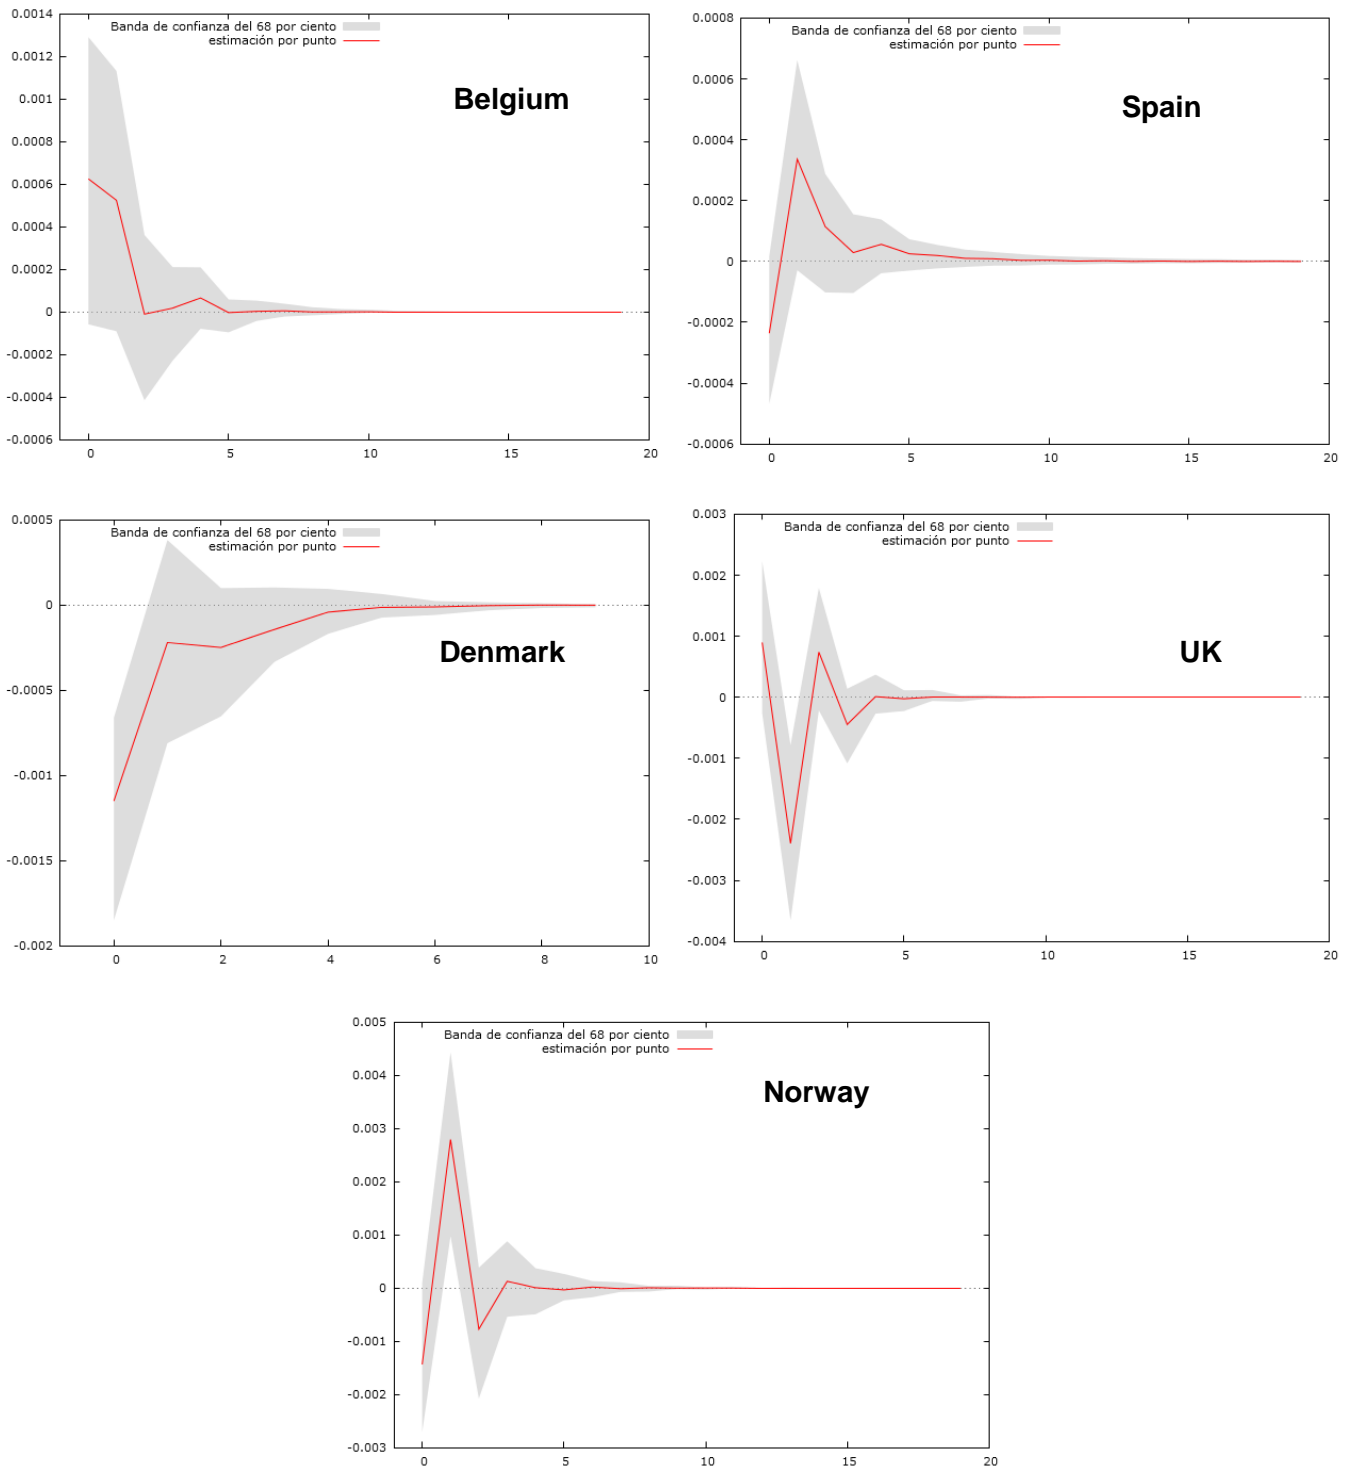 0.0014
0.0012
0.001
0.0008
0.0006
0.0004
0.0002
0
-0.0002
-0.0004
-0.0006
0 5 10 15 20
Banda de confianza del 68 por ciento
estimación por punto
Belgium
0.0008
0.0006
0.0004
0.0002
0
-0.0002
-0.0004
-0.0006
0 5 10 15 20
Banda de confianza del 68 por ciento
estimación por punto
Spain
0.0005
0
-0.0005
-0.001
-0.0015
-0.002
0 2 4 6 8 10
Banda de confianza del 68 por ciento
estimación por punto
Denmark
0.003
0.002
0.001
0
-0.001
-0.002
-0.003
-0.004
0 5 10 15 20
Banda de confianza del 68 por ciento
estimación por punto
UK
0.005
0.004
0.003
0.002
0.001
0
-0.001
-0.002
-0.003
0 5 10 15 20
Banda de confianza del 68 por ciento
estimación por punto
Norway